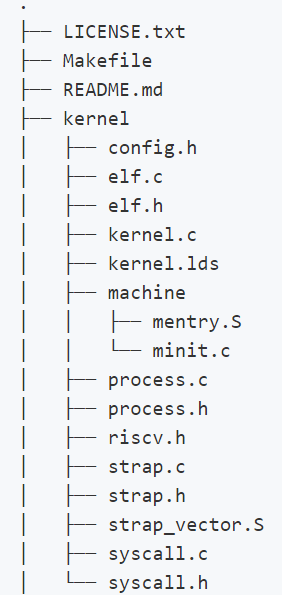 .
├── LICENSE.txt
├── Makefile
├── README.md
├── kernel
│   ├── config.h
│   ├── elf.c
│   ├── elf.h
│   ├── kernel.c
│   ├── kernel.lds
│   ├── machine
│   │   ├── mentry.S
│   │   └── minit.c
│   ├── process.c
│   ├── process.h
│   ├── riscv.h
│   ├── strap.c
│   ├── strap.h
│   ├── strap_vector.S
│   ├── syscall.c
│   └── syscall.h